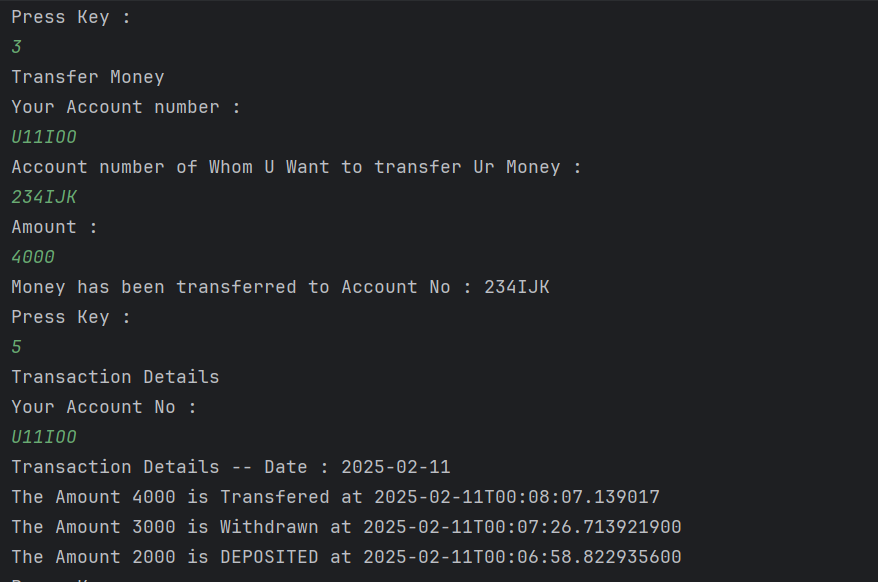 Press Key :
3
Transfer Money
Your Account number :
U11IOO
Account number of Whom U Want to transfer Ur Money :
234IJK
Amount :
4000
Money has been transferred to Account No : 234IJK
Press Key :
5
Transaction Details
Your Account No :
U11IOO
Transaction Details -- Date : 2025-02-11
The Amount 4000 is Transfered at 2025-02-11T00:08:07.139017
The Amount 3000 is Withdrawn at 2025-02-11T00:07:26.713921900
The Amount 2000 is DEPOSITED at 2025-02-11T00:06:58.822935600